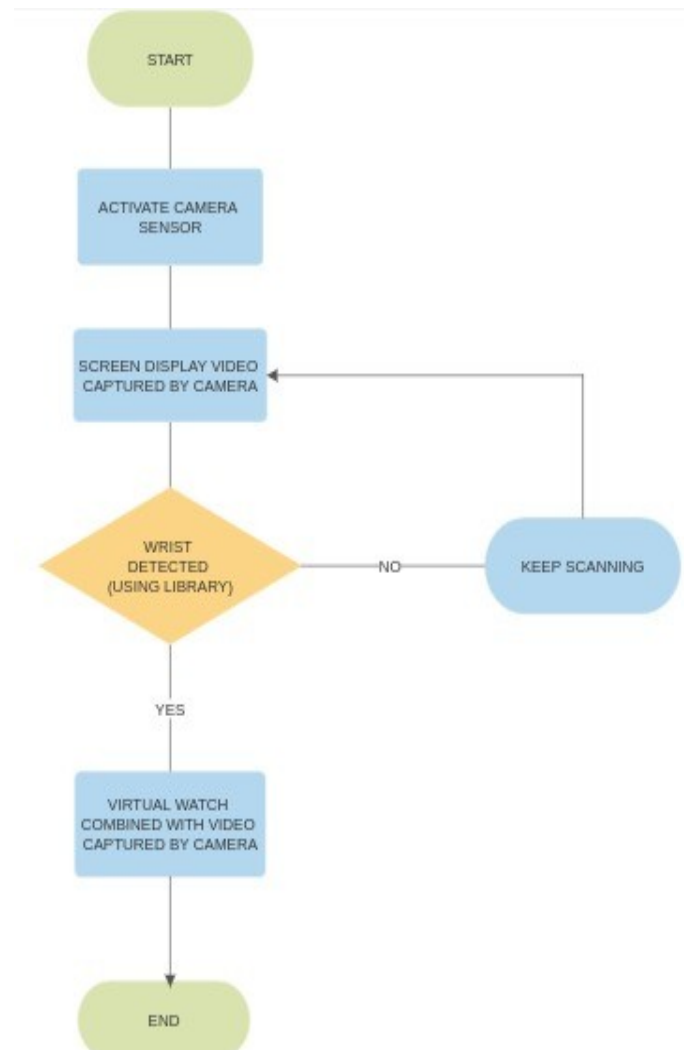 START
ACTIVATE CAMERA
SENSOR
SCREEN DISPLAY VIDEO
CAPTURED BY CAMERA
WRIST
DETECTED
(USING LIBRARY)
NO
KEEP SCANNING
YES
VIRTUAL WATCH
COMBINED WITH VIDEO
CAPTURED BY CAMERA
END